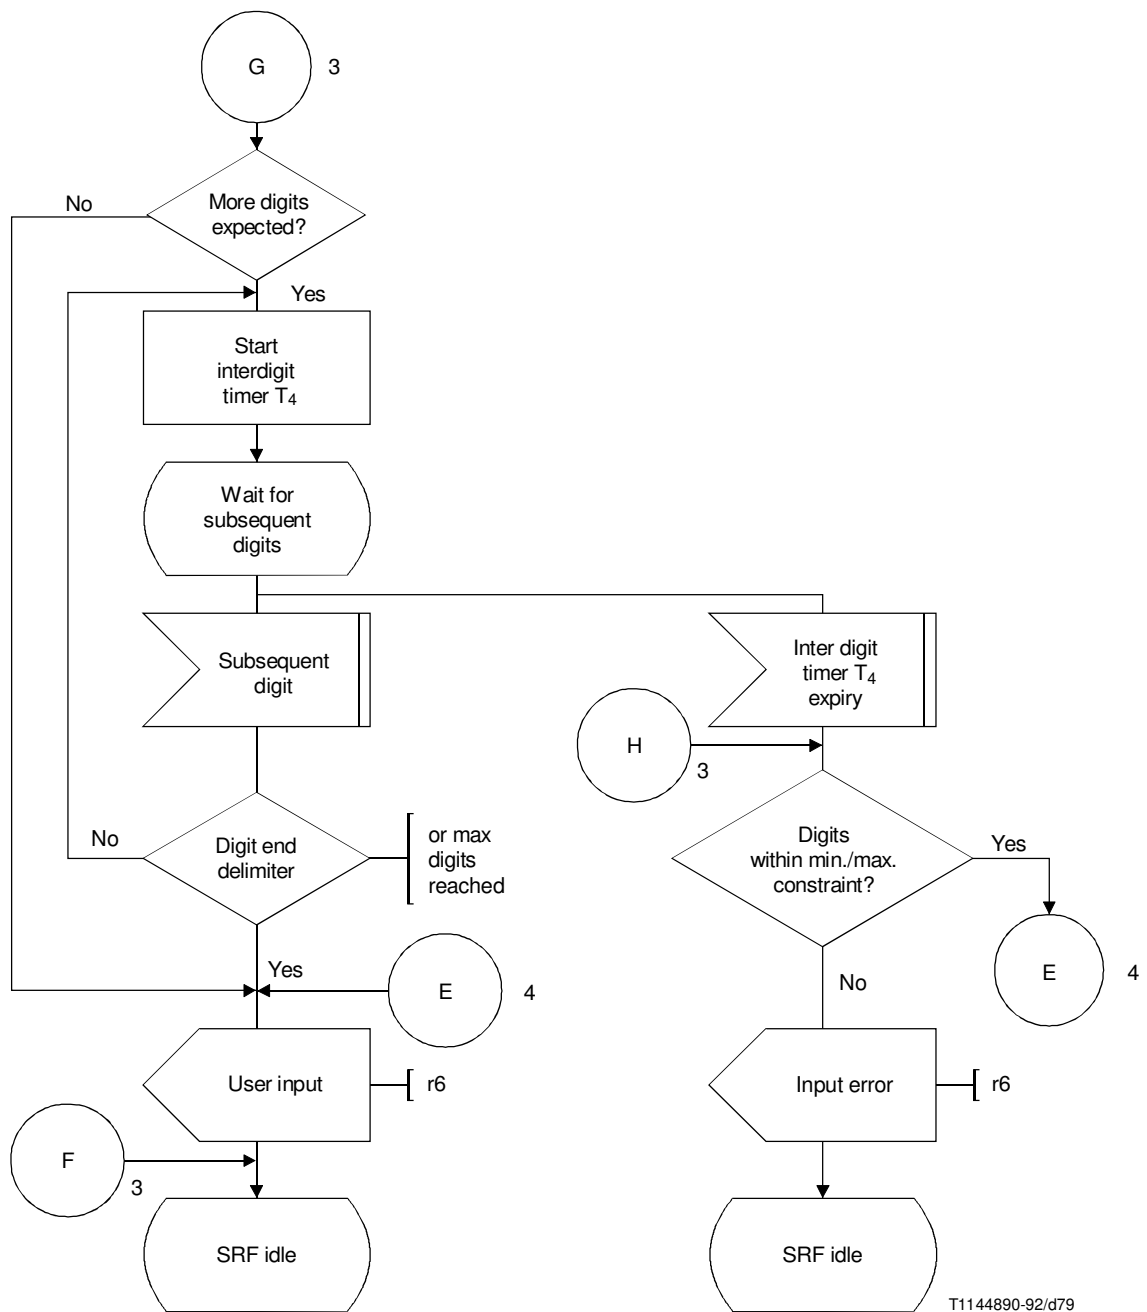 G
3
More digits
expected?
No
Yes
Start
interdigit
timer T4
Wait for
subsequent
digits
Subsequent
digit
Inter digit
timer T4
expiry
H
3
No
Digit end
delimiter
or max
digits
reached
Digits
within min./max.
constraint?
Yes
Yes
E
4
E
4
No
User input
r6
Input error
r6
F
3
SRF idle
SRF idle
T1144890-92/d79